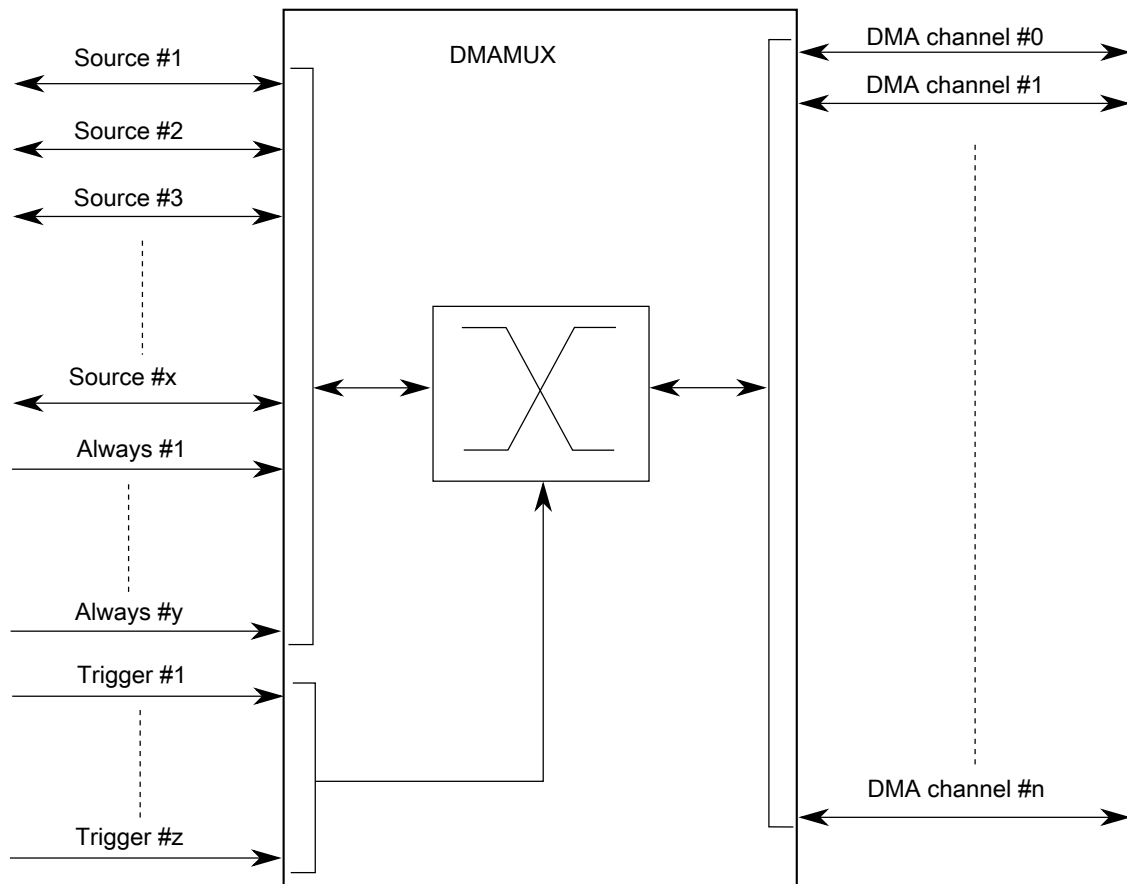 DMAMUX
Source #1
Source #2
Source #3
Source #x
Always #1
Always #y
Trigger #1
Trigger #z
DMA channel #0
DMA channel #1
DMA channel #n